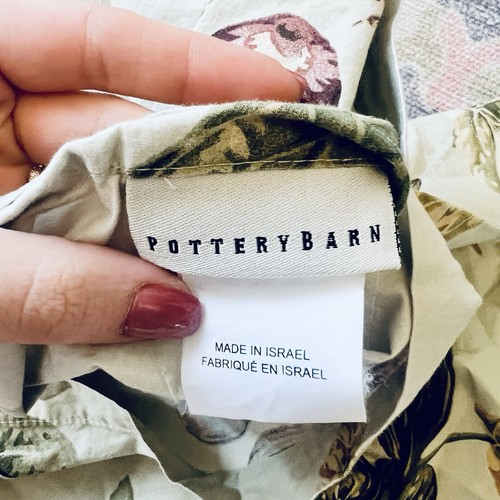 POTTERYBARN
MADE IN ISRAEL
FABRIQUÉ EN ISRAEL